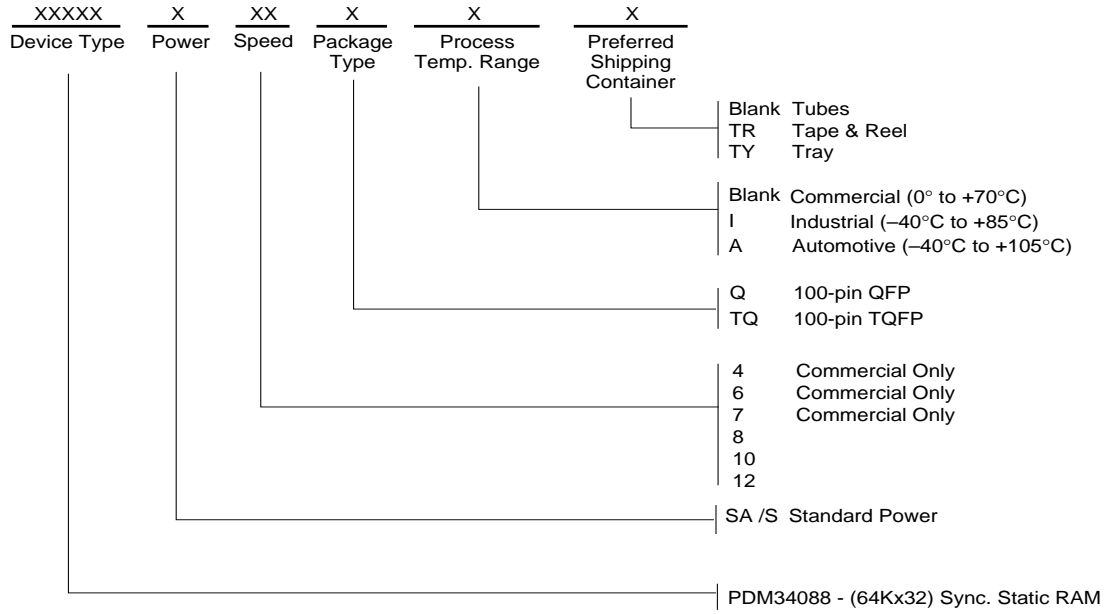 XXXXX X XX X X X
Device Type Power Speed Package Type Process Temp. Range Preferred Shipping Container
Blank Tubes
TR Tape & Reel
TY Tray
Blank Commercial (0° to +70°C)
I Industrial (–40°C to +85°C)
A Automotive (–40°C to +105°C)
Q 100-pin QFP
TQ 100-pin TQFP
4 Commercial Only
6 Commercial Only
7 Commercial Only
8
10
12
SA /S Standard Power
PDM34088 - (64Kx32) Sync. Static RAM